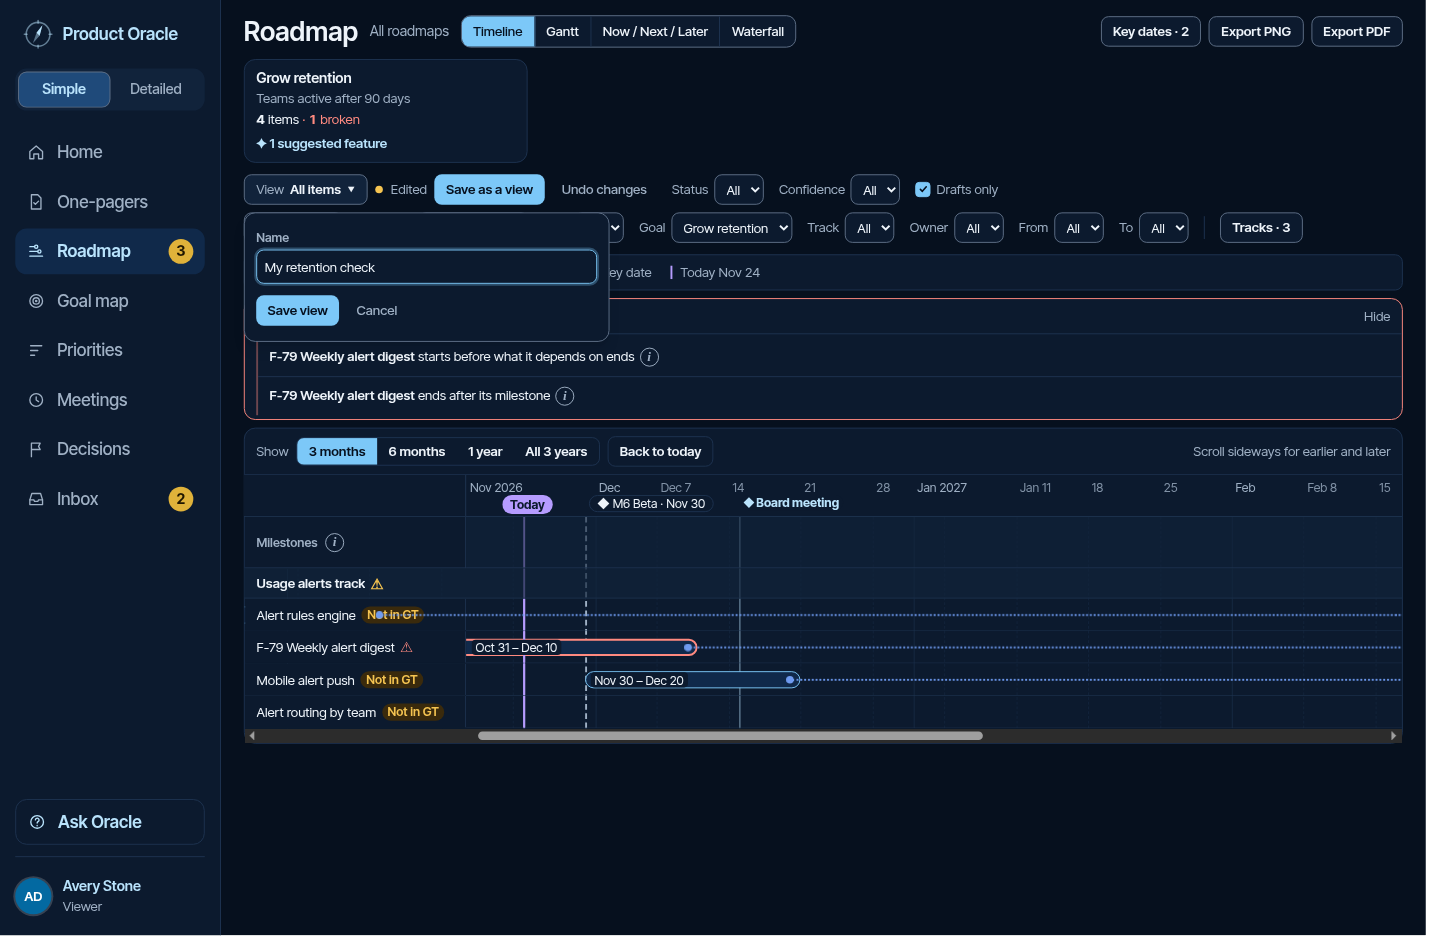 Product Oracle
Simple
Detailed
Home
One-pagers
Roadmap 3
Goal map
Priorities
Meetings
Decisions
Inbox 2
Ask Oracle
AD
Avery Stone
Viewer
Roadmap All roadmaps Timeline Gantt Now / Next / Later Waterfall Key dates · 2 Export PNG Export PDF
Grow retention
Teams active after 90 days
4 items · 1 broken
✦ 1 suggested feature
View All items ▾ Edited Save as a view Undo changes Status All Confidence All Drafts only
Goal Grow retention Track All Owner All From All To All Tracks · 3
Name
My retention check
Save view Cancel
ey date Today Nov 24
Hide
F-79 Weekly alert digest starts before what it depends on ends i
F-79 Weekly alert digest ends after its milestone i
Show 3 months 6 months 1 year All 3 years Back to today Scroll sideways for earlier and later
Nov 2026 Dec Dec 7 14 21 28 Jan 2027 Jan 11 18 25 Feb Feb 8 15
Today ◆ M6 Beta · Nov 30 ◆ Board meeting
Milestones i
Usage alerts track ⚠
Alert rules engine Not in GT
F-79 Weekly alert digest ⚠ Oct 31 – Dec 10
Mobile alert push Not in GT Nov 30 – Dec 20
Alert routing by team Not in GT